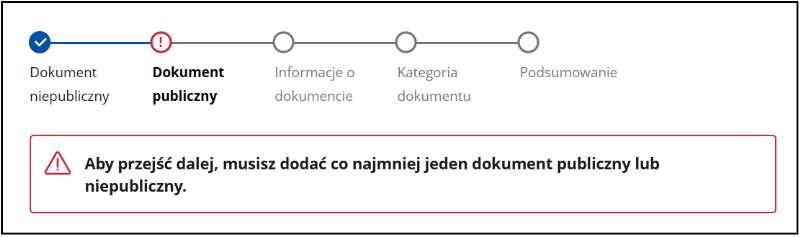 Dokument niepubliczny
Dokument publiczny
Informacje o dokumencie
Kategoria dokumentu
Podsumowanie
Aby przejść dalej, musisz dodać co najmniej jeden dokument publiczny lub
niepubliczny.